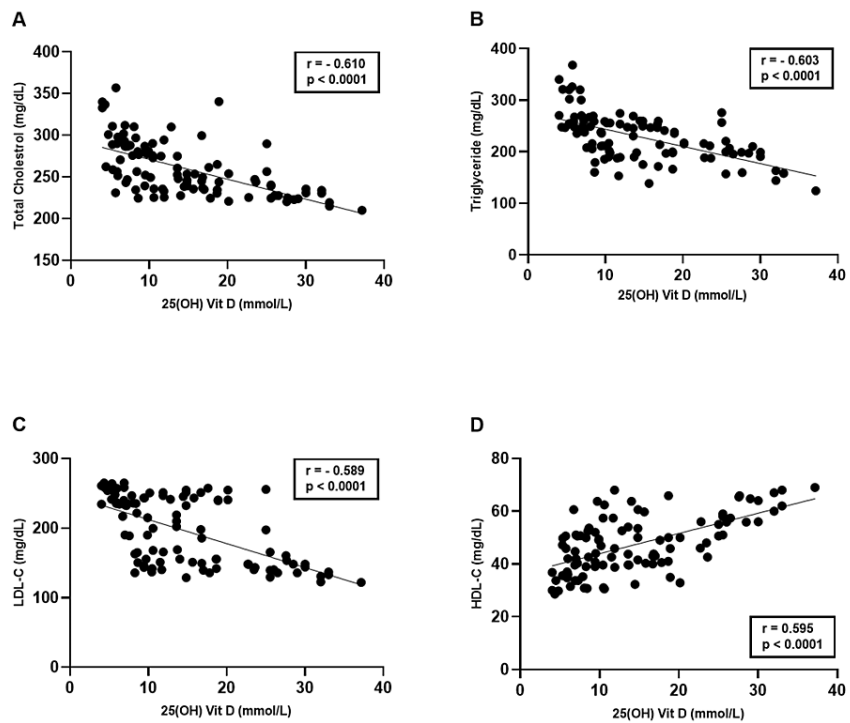 A
r = - 0.610
p < 0.0001
Total Cholestrol (mg/dL)
400
350
300
250
200
150
0 10 20 30 40
25(OH) Vit D (mmol/L)
B
r = - 0.603
p < 0.0001
Triglyceride (mg/dL)
400
300
200
100
0
0 10 20 30 40
25(OH) Vit D (mmol/L)
C
r = - 0.589
p < 0.0001
LDL-C (mg/dL)
300
200
100
0
0 10 20 30 40
25(OH) Vit D (mmol/L)
D
HDL-C (mg/dL)
80
60
40
20
0
r = 0.595
p < 0.0001
0 10 20 30 40
25(OH) Vit D (mmol/L)